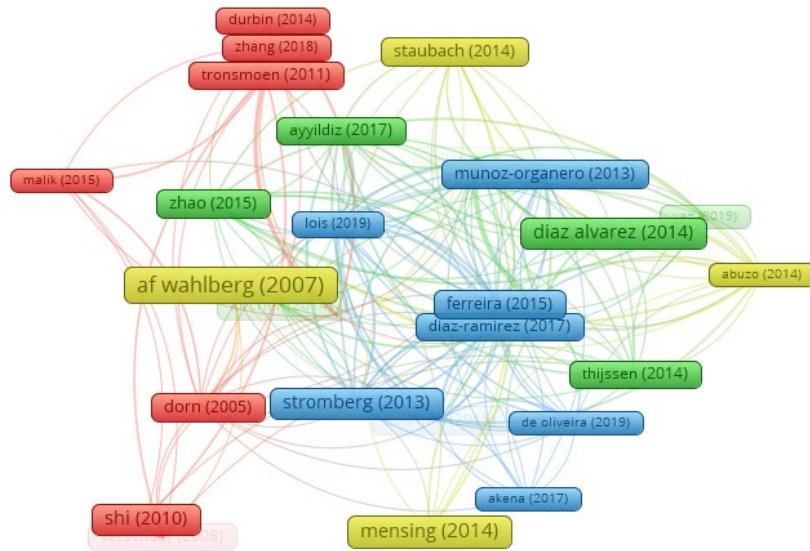 durbin (2014)
zhang (2018)
staubach (2014)
tronsmoen (2011)
ayyildiz (2017)
munoz-organero (2013)
malik (2015)
zhao (2015)
lois (2019)
diaz alvarez (2014)
abuzo (2014)
af wahlberg (2007)
ferreira (2015)
diaz-ramirez (2017)
thijssen (2014)
dorn (2005)
stromberg (2013)
de oliveira (2019)
akena (2017)
shi (2010)
mensing (2014)